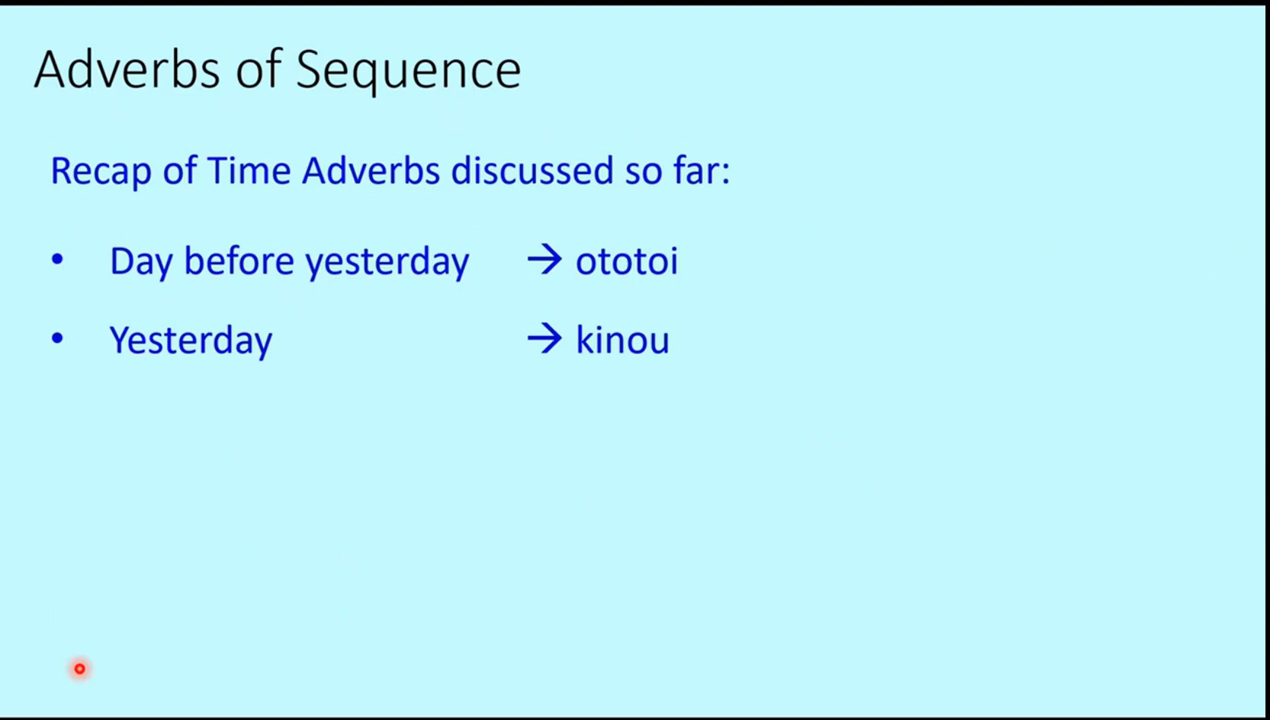 Adverbs of Sequence
Recap of Time Adverbs discussed so far:
• Day before yesterday → ototoi
• Yesterday → kinou